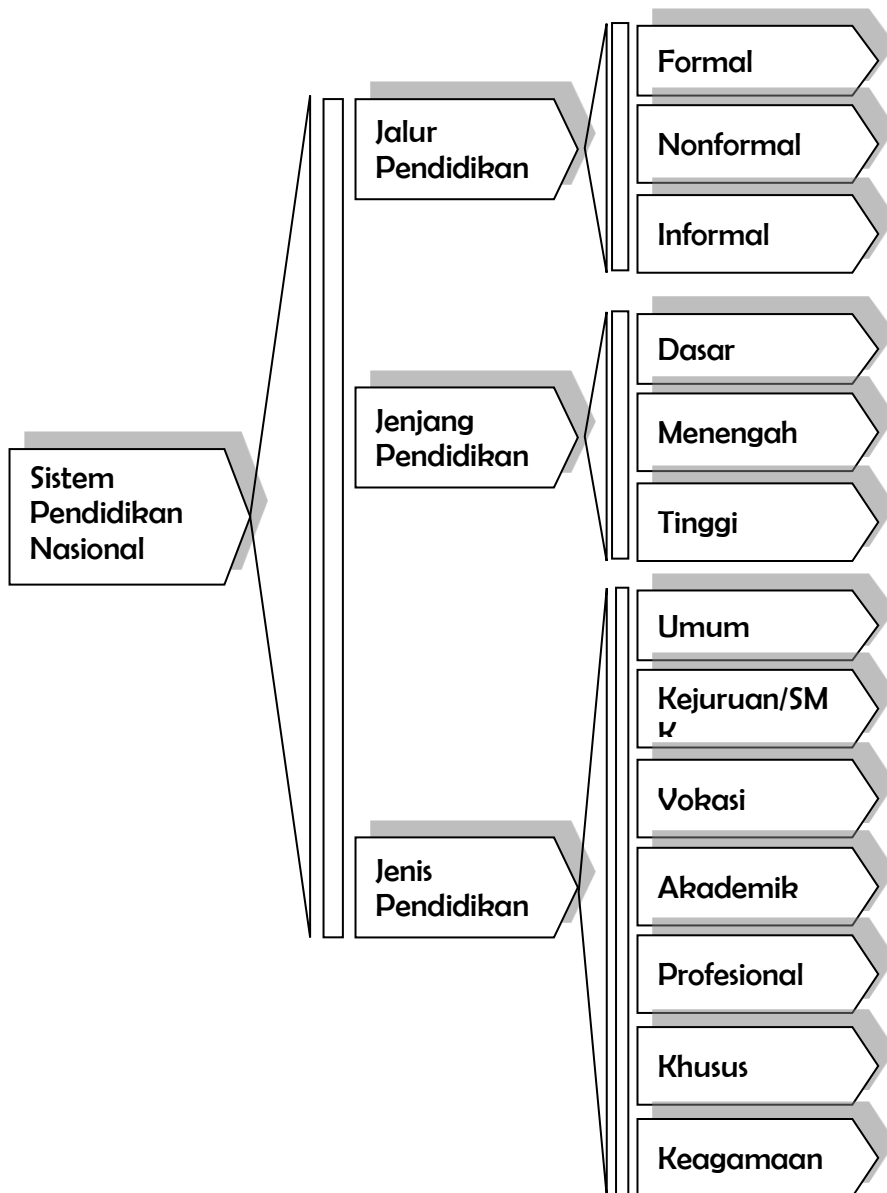 Sistem
Pendidikan
Nasional
Jalur
Pendidikan
Formal
Nonformal
Informal
Jenjang
Pendidikan
Dasar
Menengah
Tinggi
Jenis
Pendidikan
Umum
Kejuruan/SM
K
Vokasi
Akademik
Profesional
Khusus
Keagamaan